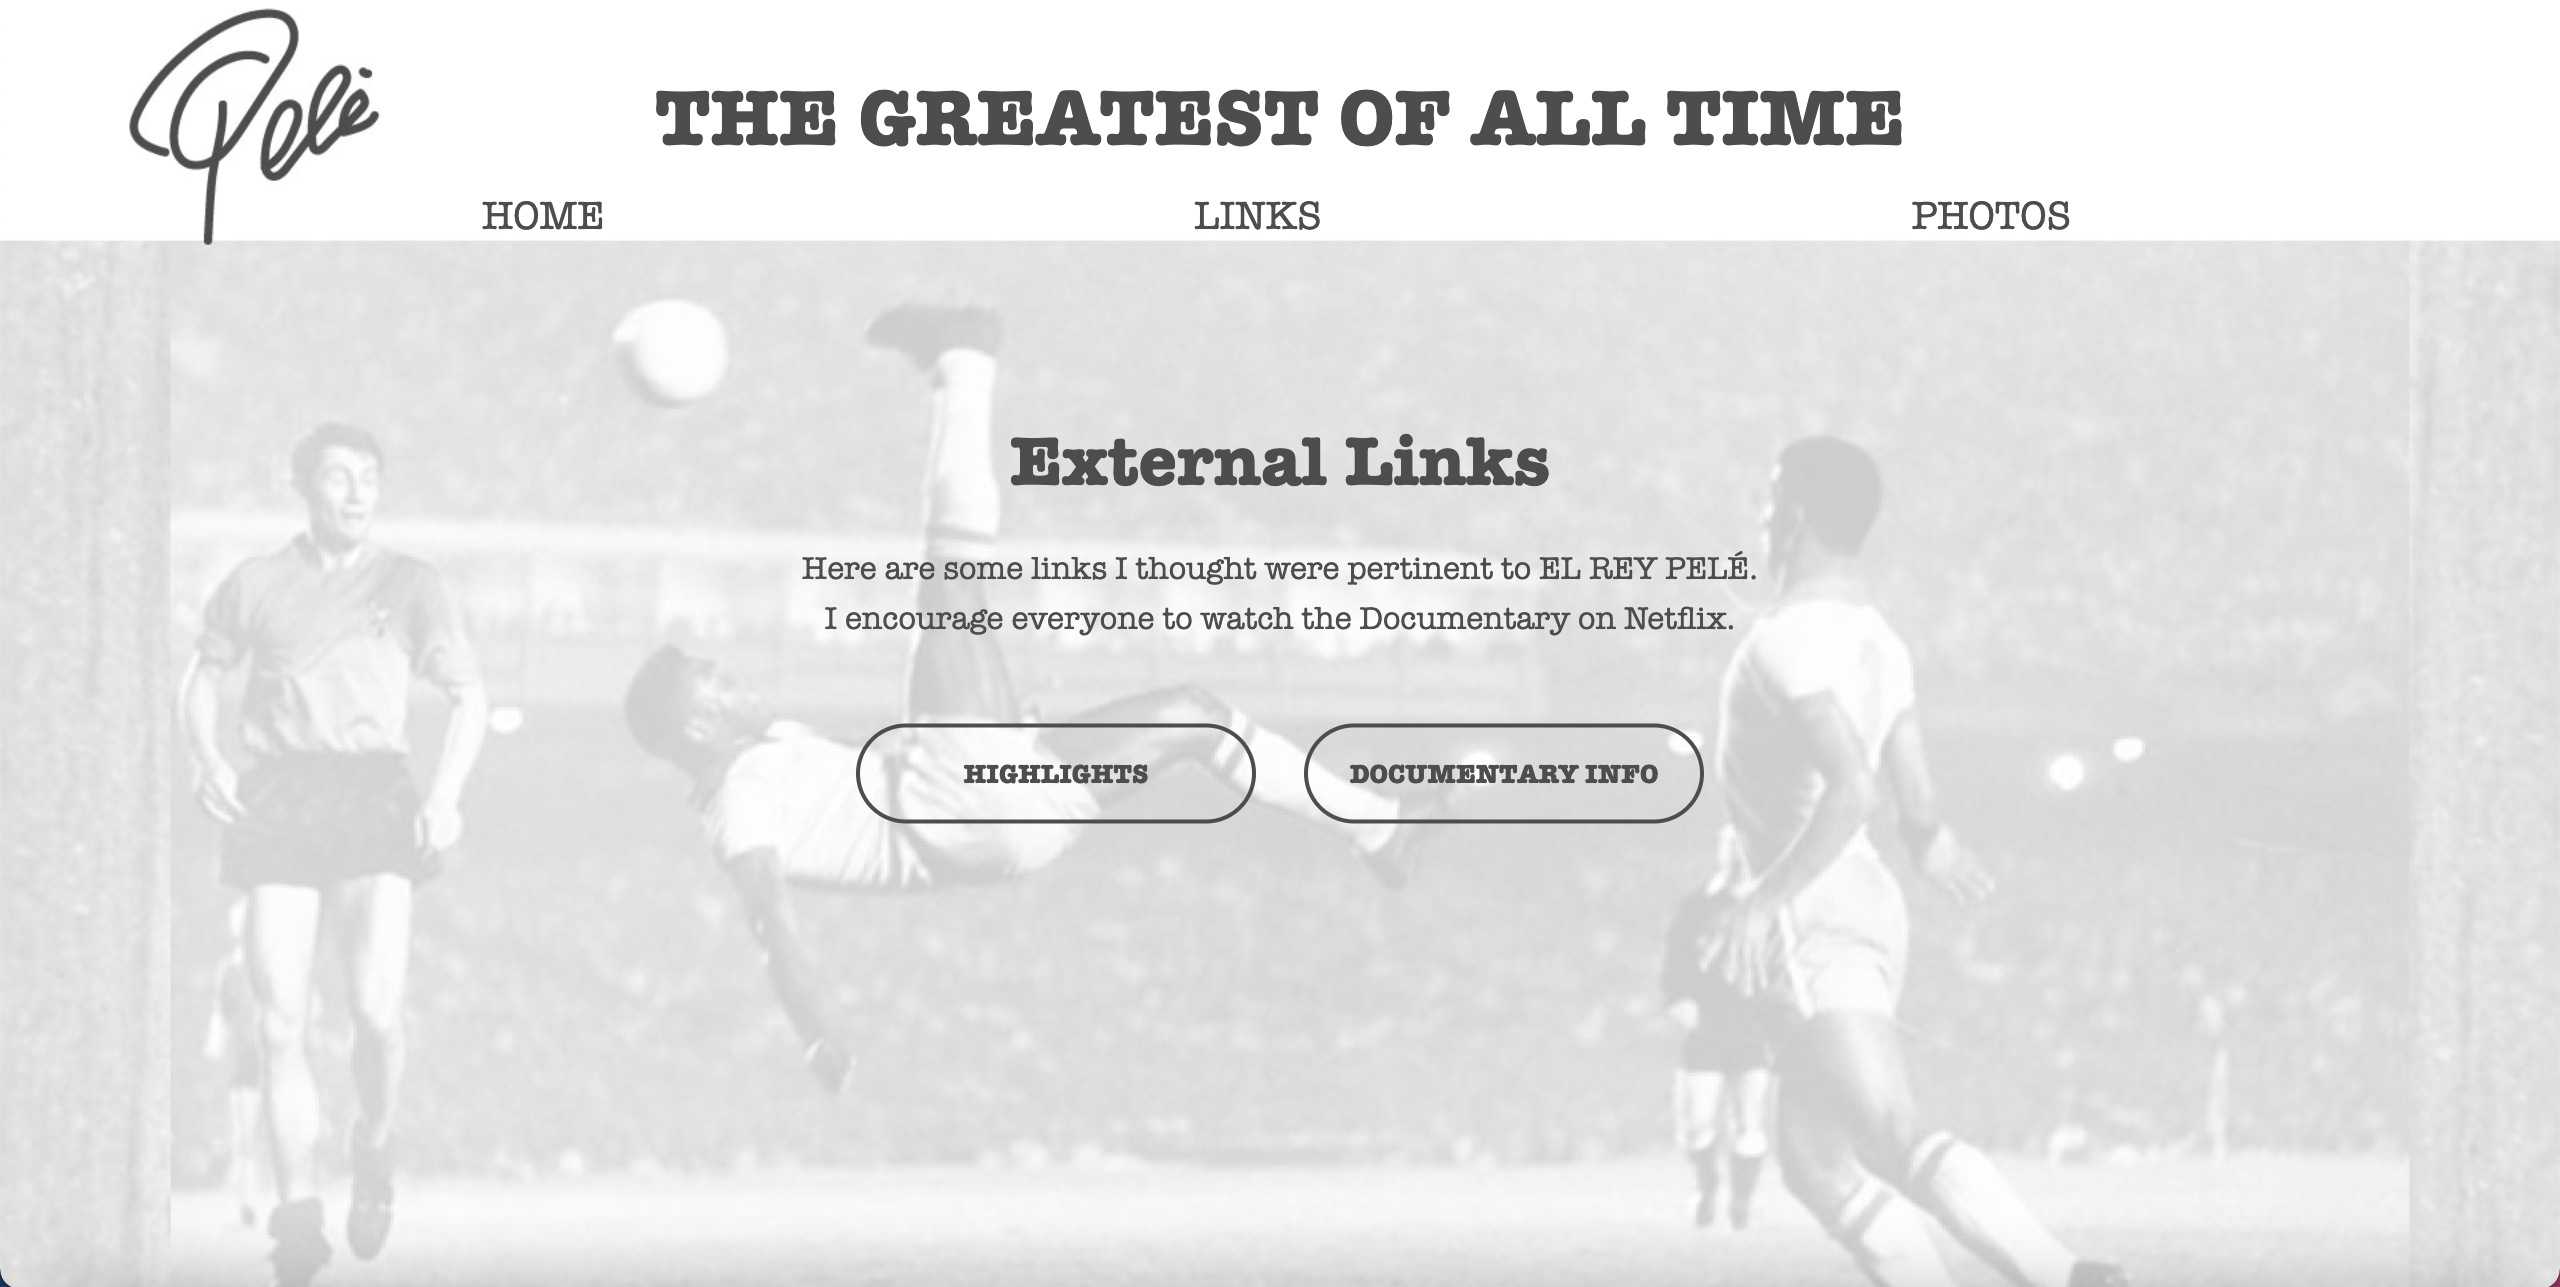 Pelé
THE GREATEST OF ALL TIME
HOME LINKS PHOTOS
External Links
Here are some links I thought were pertinent to EL REY PELÉ.
I encourage everyone to watch the Documentary on Netflix.
HIGHLIGHTS DOCUMENTARY INFO